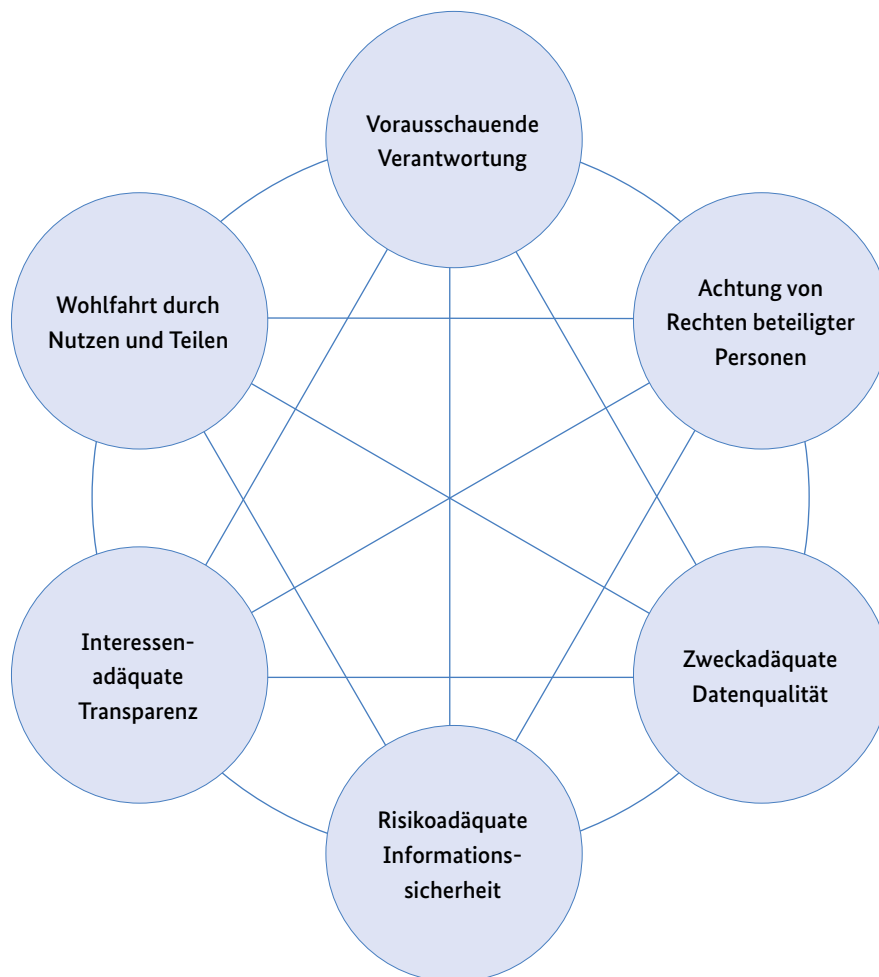 Vorausschauende
Verantwortung
Wohlfahrt durch
Nutzen und Teilen
Achtung von
Rechten beteiligter
Personen
Interessen-
adäquate
Transparenz
Zweckadäquate
Datenqualität
Risikoadäquate
Informations-
sicherheit